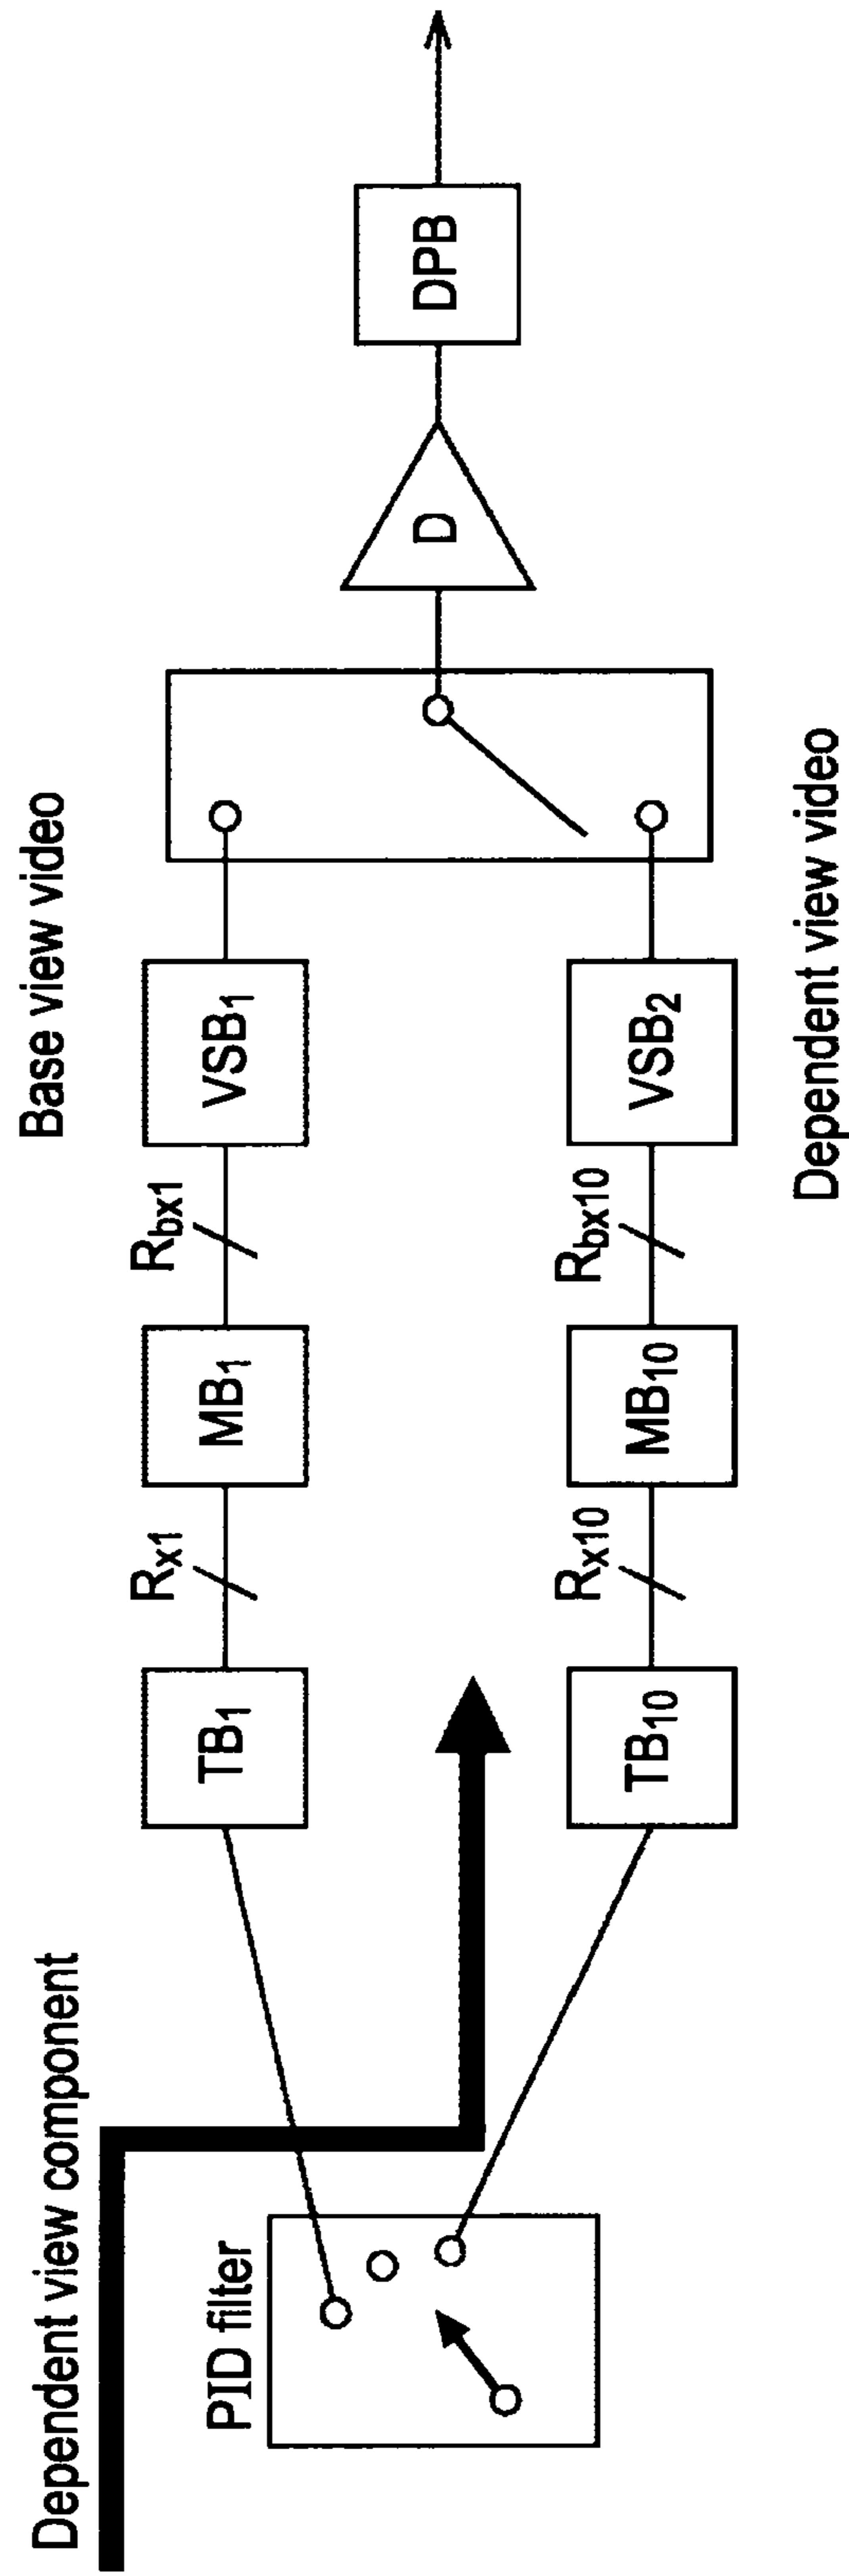 Dependent view component
PID filter
Base view video
TB1
Rx1
MB1
Rbx1
VSB1
TB10
Rx10
MB10
Rbx10
VSB2
D
DPB
Dependent view video